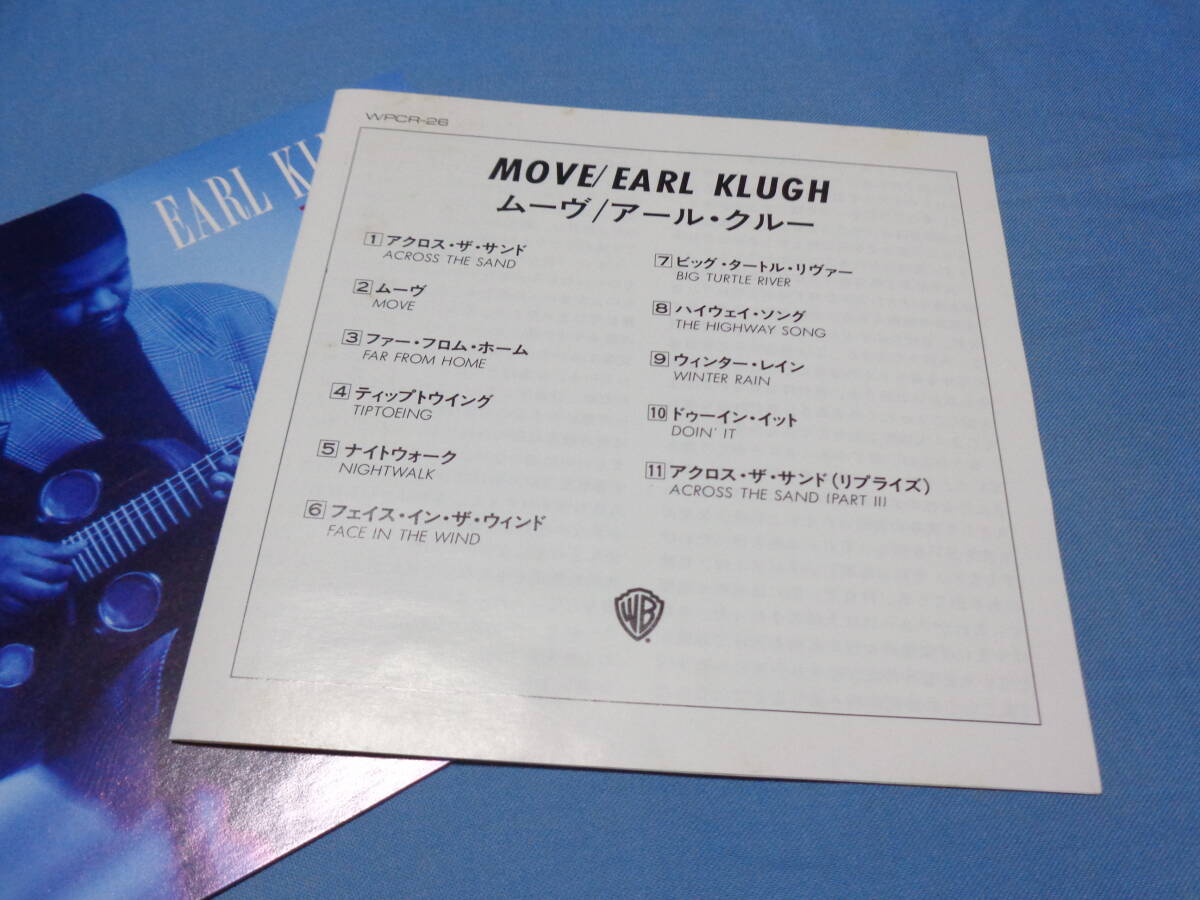 EARL KL
WPCR-26
MOVE/EARL KLUGH
ムーヴ/アール・クルー
1 アクロス・ザ・サンド
ACROSS THE SAND
2 ムーヴ
MOVE
3 ファー・フロム・ホーム
FAR FROM HOME
4 ティップトウイング
TIPTOEING
5 ナイトウォーク
NIGHTWALK
6 フェイス・イン・ザ・ウィンド
FACE IN THE WIND
7 ビッグ・タートル・リヴァー
BIG TURTLE RIVER
8 ハイウェイ・ソング
THE HIGHWAY SONG
9 ウィンター・レイン
WINTER RAIN
10 ドゥーイン・イット
DOIN' IT
11 アクロス・ザ・サンド(リプライズ)
ACROSS THE SAND (PART II)
WB